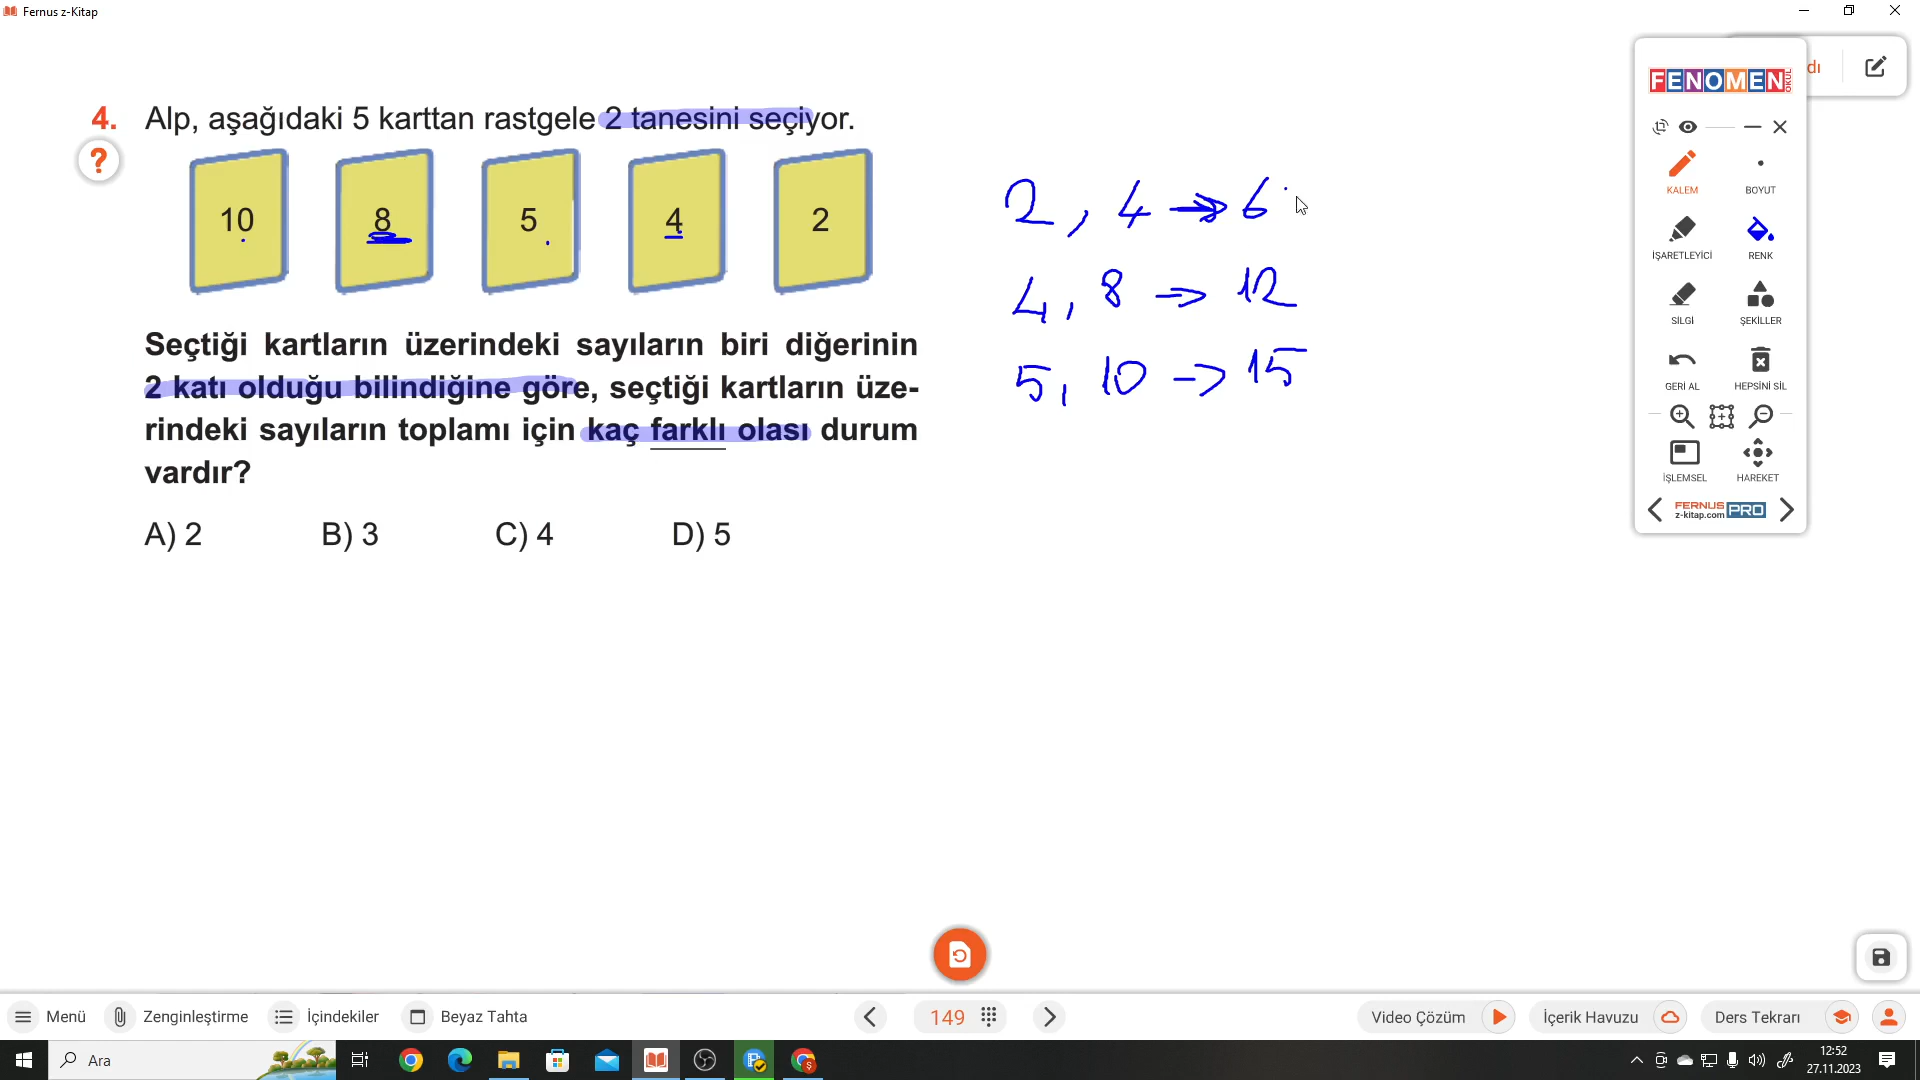 Fernus z-Kitap
4. Alp, aşağıdaki 5 karttan rastgele 2 tanesini seçiyor.
?
10 8 5 4 2
Seçtiği kartların üzerindeki sayıların biri diğerinin
2 katı olduğu bilindiğine göre, seçtiği kartların üze-
rindeki sayıların toplamı için kaç farklı olası durum
vardır?
A) 2 B) 3 C) 4 D) 5
2, 4 → 6
4, 8 → 12
5, 10 → 15
dı
FENOMEN OKUL
KALEM BOYUT
İŞARETLEYİCİ RENK
SİLGİ ŞEKİLLER
GERİ AL HEPSİNİ SİL
İŞLEMSEL HAREKET
FERNUS
z-kitap.com PRO
Menü Zenginleştirme İçindekiler Beyaz Tahta 149 Video Çözüm İçerik Havuzu Ders Tekrarı
Ara
12:52
27.11.2023